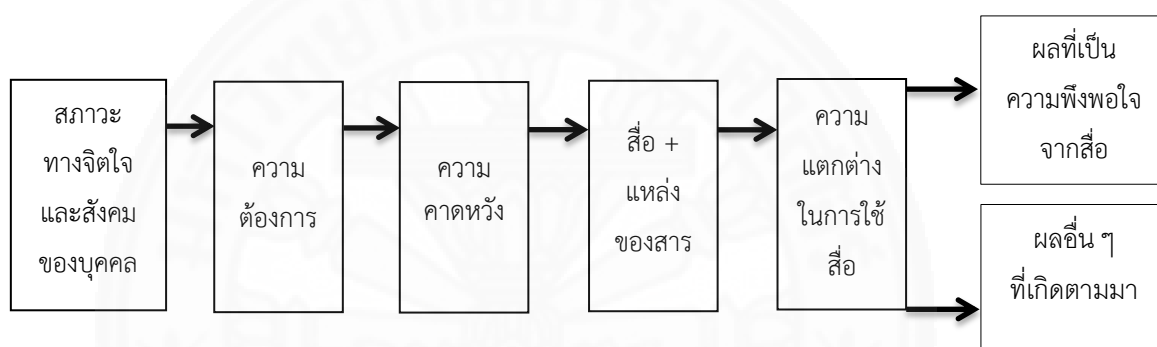 สภาวะ
ทางจิตใจ
และสังคม
ของบุคคล
ความ
ต้องการ
ความ
คาดหวัง
สื่อ +
แหล่ง
ของสาร
ความ
แตกต่าง
ในการใช้
สื่อ
ผลที่เป็น
ความพึงพอใจ
จากสื่อ
ผลอื่น ๆ
ที่เกิดตามมา